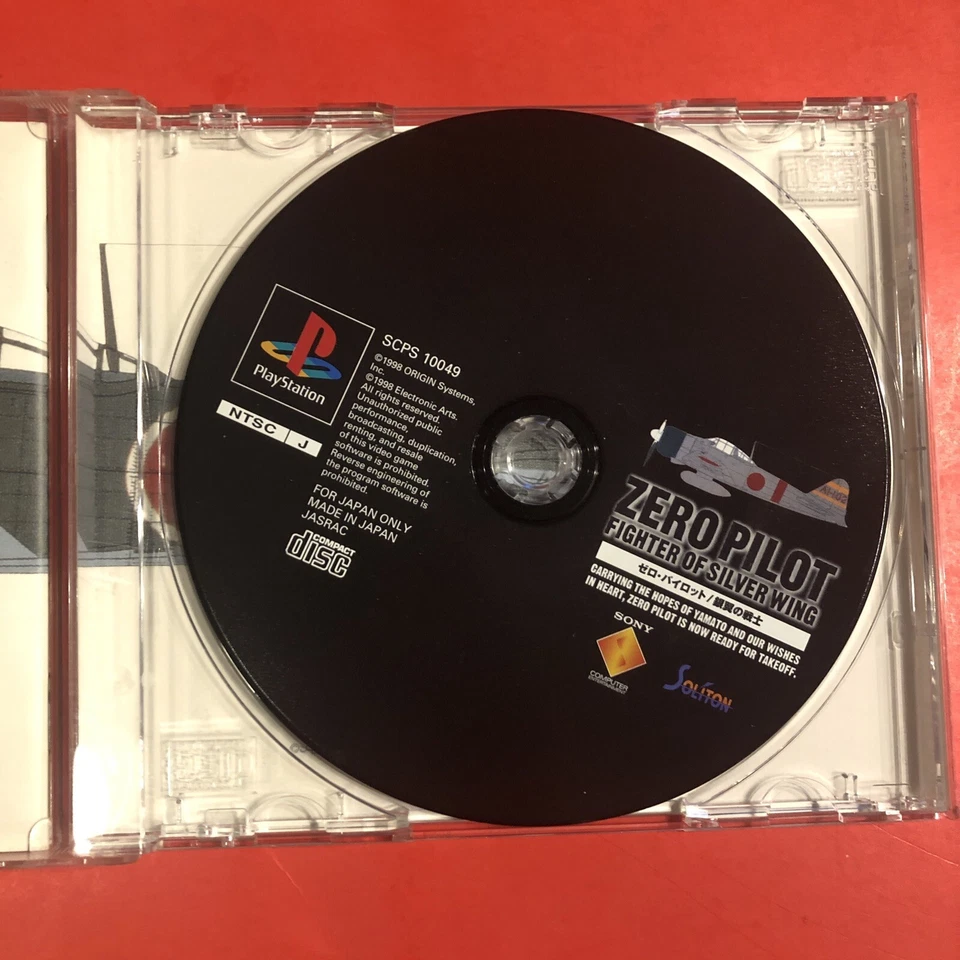 PlayStation
NTSC J
SCPS 10049
©1998 ORIGIN Systems,
Inc.
©1998 Electronic Arts.
All rights reserved.
Unauthorized public
performance,
broadcasting, duplication,
renting, and resale
of this video game
software is prohibited.
Reverse engineering of
the program software is
prohibited.
FOR JAPAN ONLY
MADE IN JAPAN
JASRAC
COMPACT
disc
ZERO PILOT
FIGHTER OF SILVER WING
ゼロ・パイロット/銀翼の戦士
CARRYING THE HOPES OF YAMATO AND OUR WISHES
IN HEART, ZERO PILOT IS NOW READY FOR TAKEOFF.
SONY
COMPUTER
ENTERTAINMENT
SOLITON